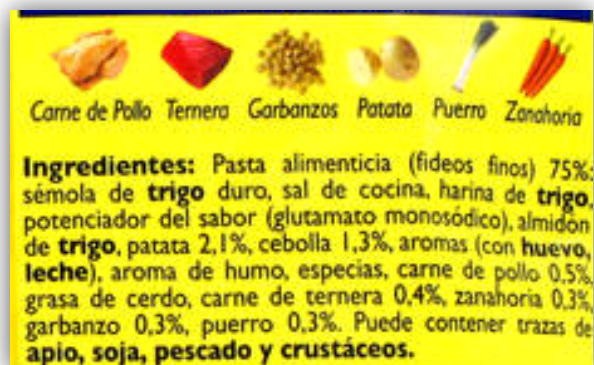 Carne de Pollo Ternera Garbanzos Patata Puerro Zanahoria
Ingredientes: Pasta alimenticia (fideos finos) 75%:
sémola de trigo duro, sal de cocina, harina de trigo,
potenciador del sabor (glutamato monosódico), almidón
de trigo, patata 2,1%, cebolla 1,3%, aromas (con huevo,
leche), aroma de humo, especias, carne de pollo 0,5%,
grasa de cerdo, carne de ternera 0,4%, zanahoria 0,3%,
garbanzo 0,3%, puerro 0,3%. Puede contener trazas de
apio, soja, pescado y crustáceos.